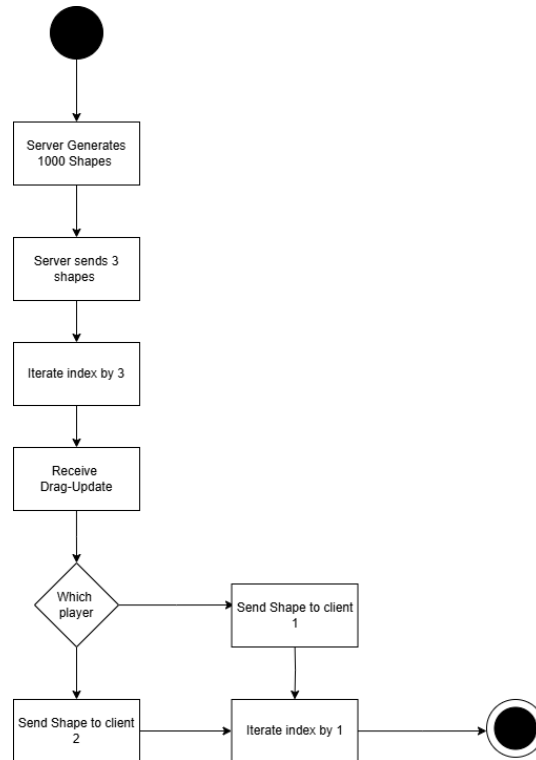 Server Generates
1000 Shapes
Server sends 3
shapes
Iterate index by 3
Receive
Drag-Update
Which
player
Send Shape to client
1
Send Shape to client
2
Iterate index by 1